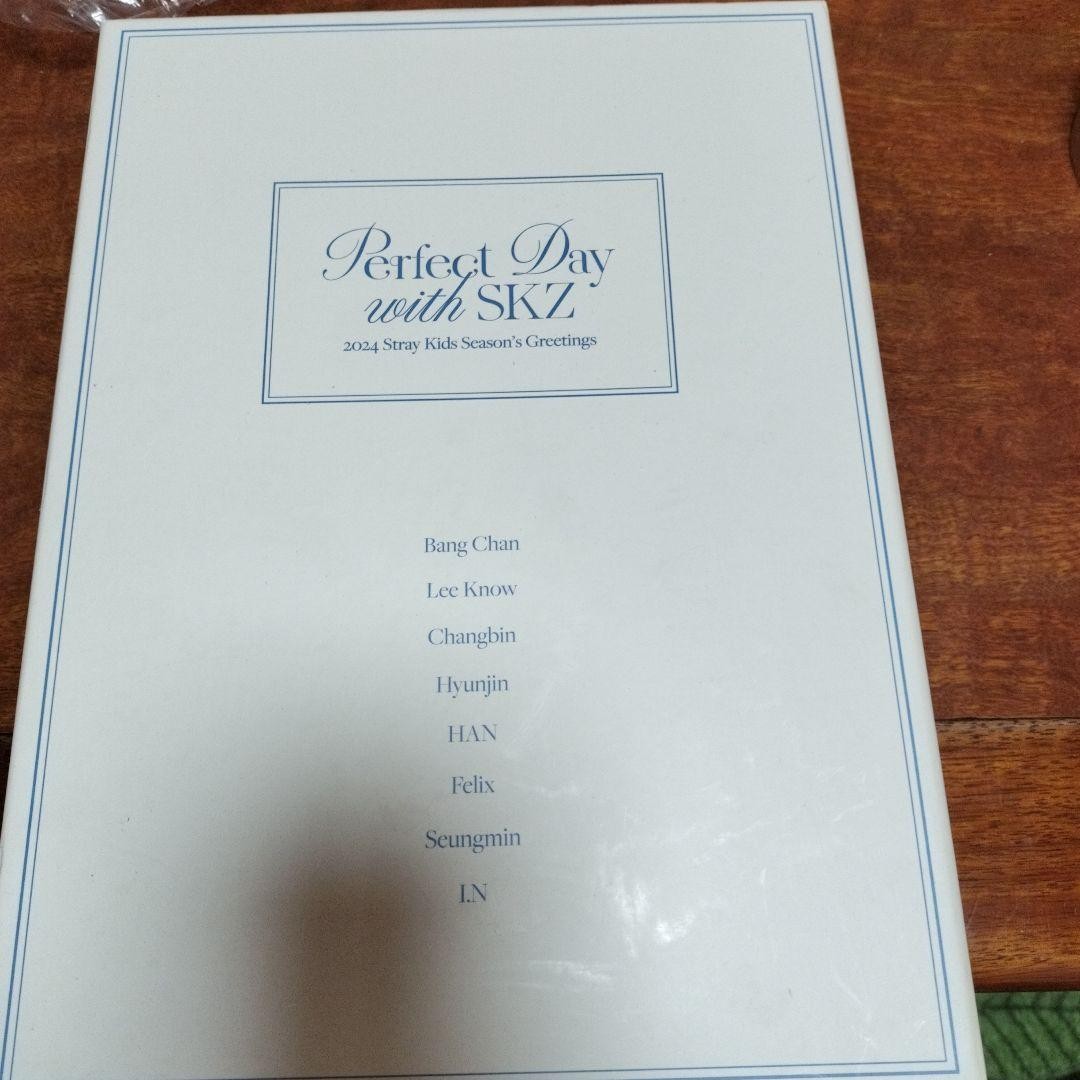 Perfect Day
with SKZ
2024 Stray Kids Season's Greetings
Bang Chan
Lee Know
Changbin
Hyunjin
HAN
Felix
Seungmin
I.N